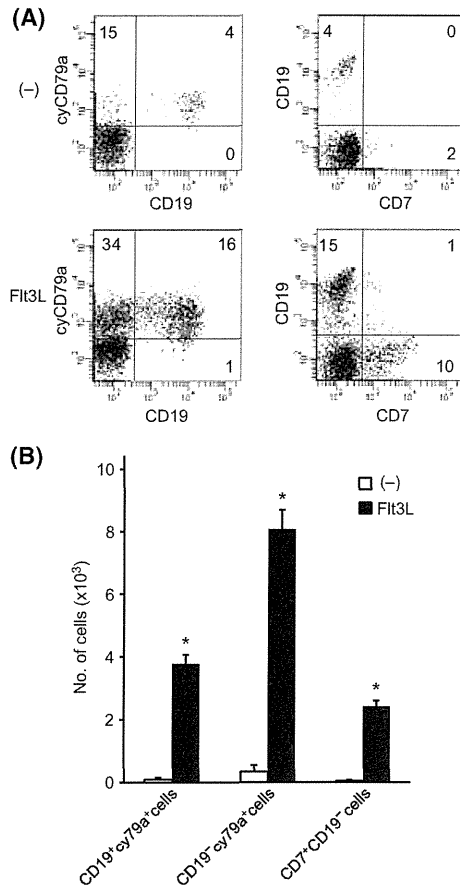 (A)
15 4
0
(–)
cyCD79a
CD19
4 0
2
CD19
CD7
34 16
1
Flt3L
cyCD79a
CD19
15 1
10
CD19
CD7
(B)
10
8
6
4
2
0
No. of cells (x10³)
(–)
Flt3L
*
*
*
CD19⁺cy79a⁺cells
CD19⁻cy79a⁺cells
CD7⁺CD19⁻cells